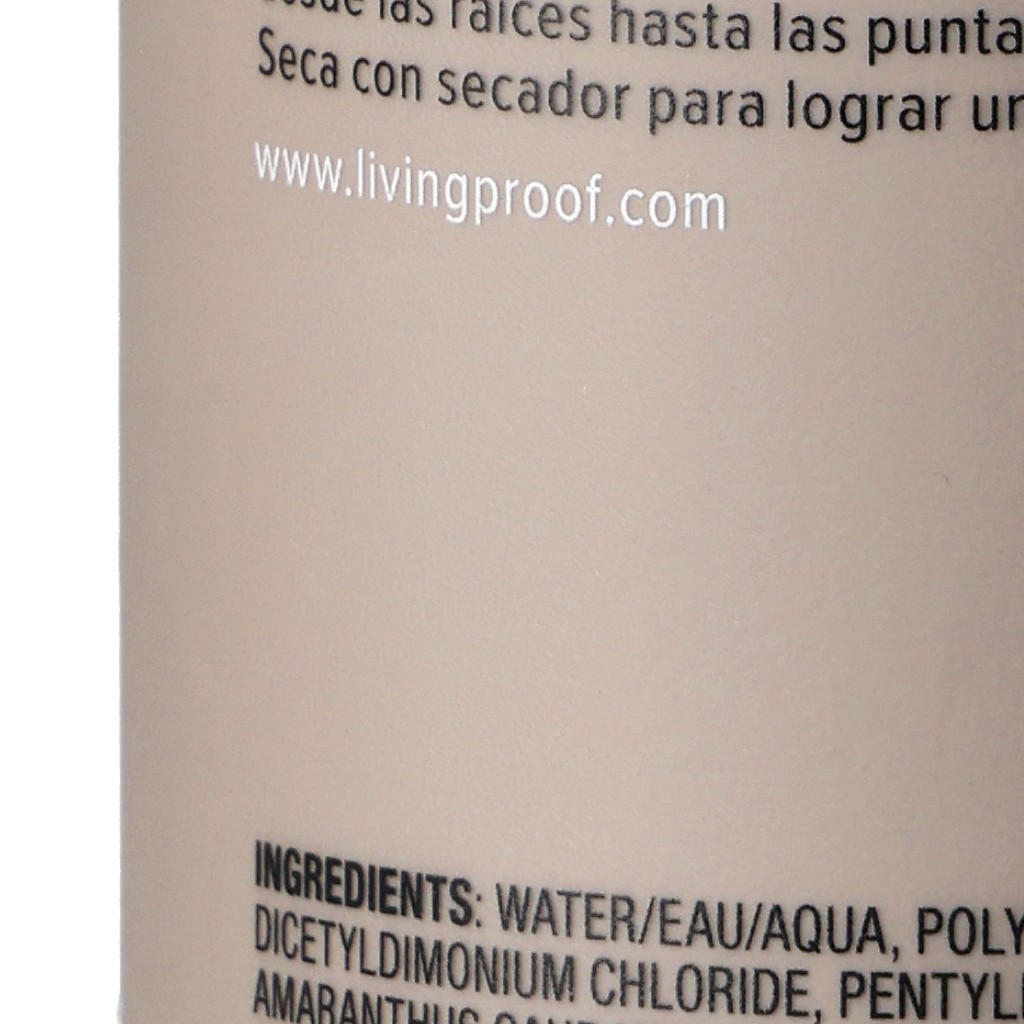 las raíces hasta las punta
Seca con secador para lograr un
www.livingproof.com
INGREDIENTS: WATER/EAU/AQUA, POLY
DICETYLDIMONIUM CHLORIDE, PENTYL
AMARANTHUS